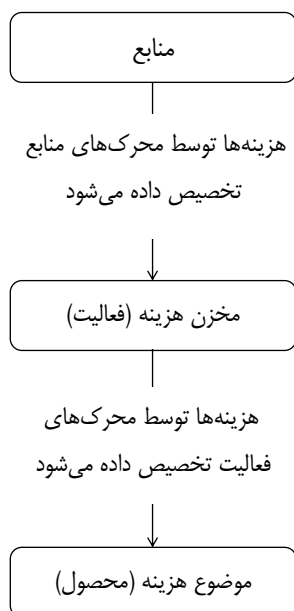 منابع
هزینه‌ها توسط محرک‌های منابع
تخصیص داده می‌شود
مخزن هزینه (فعالیت)
هزینه‌ها توسط محرک‌های
فعالیت تخصیص داده می‌شود
موضوع هزینه (محصول)